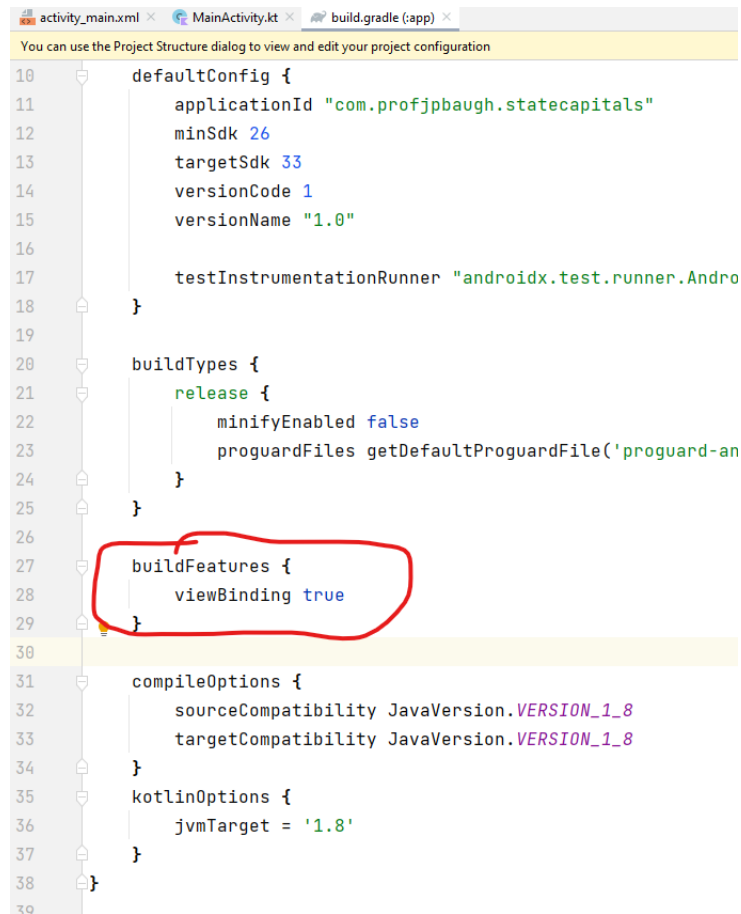 activity_main.xml MainActivity.kt build.gradle (:app)
You can use the Project Structure dialog to view and edit your project configuration
10 defaultConfig {
11 applicationId "com.profjpbaugh.statecapitals"
12 minSdk 26
13 targetSdk 33
14 versionCode 1
15 versionName "1.0"
16
17 testInstrumentationRunner "androidx.test.runner.Andro
18 }
19
20 buildTypes {
21 release {
22 minifyEnabled false
23 proguardFiles getDefaultProguardFile('proguard-an
24 }
25 }
26
27 buildFeatures {
28 viewBinding true
29 }
30
31 compileOptions {
32 sourceCompatibility JavaVersion.VERSION_1_8
33 targetCompatibility JavaVersion.VERSION_1_8
34 }
35 kotlinOptions {
36 jvmTarget = '1.8'
37 }
38 }
39